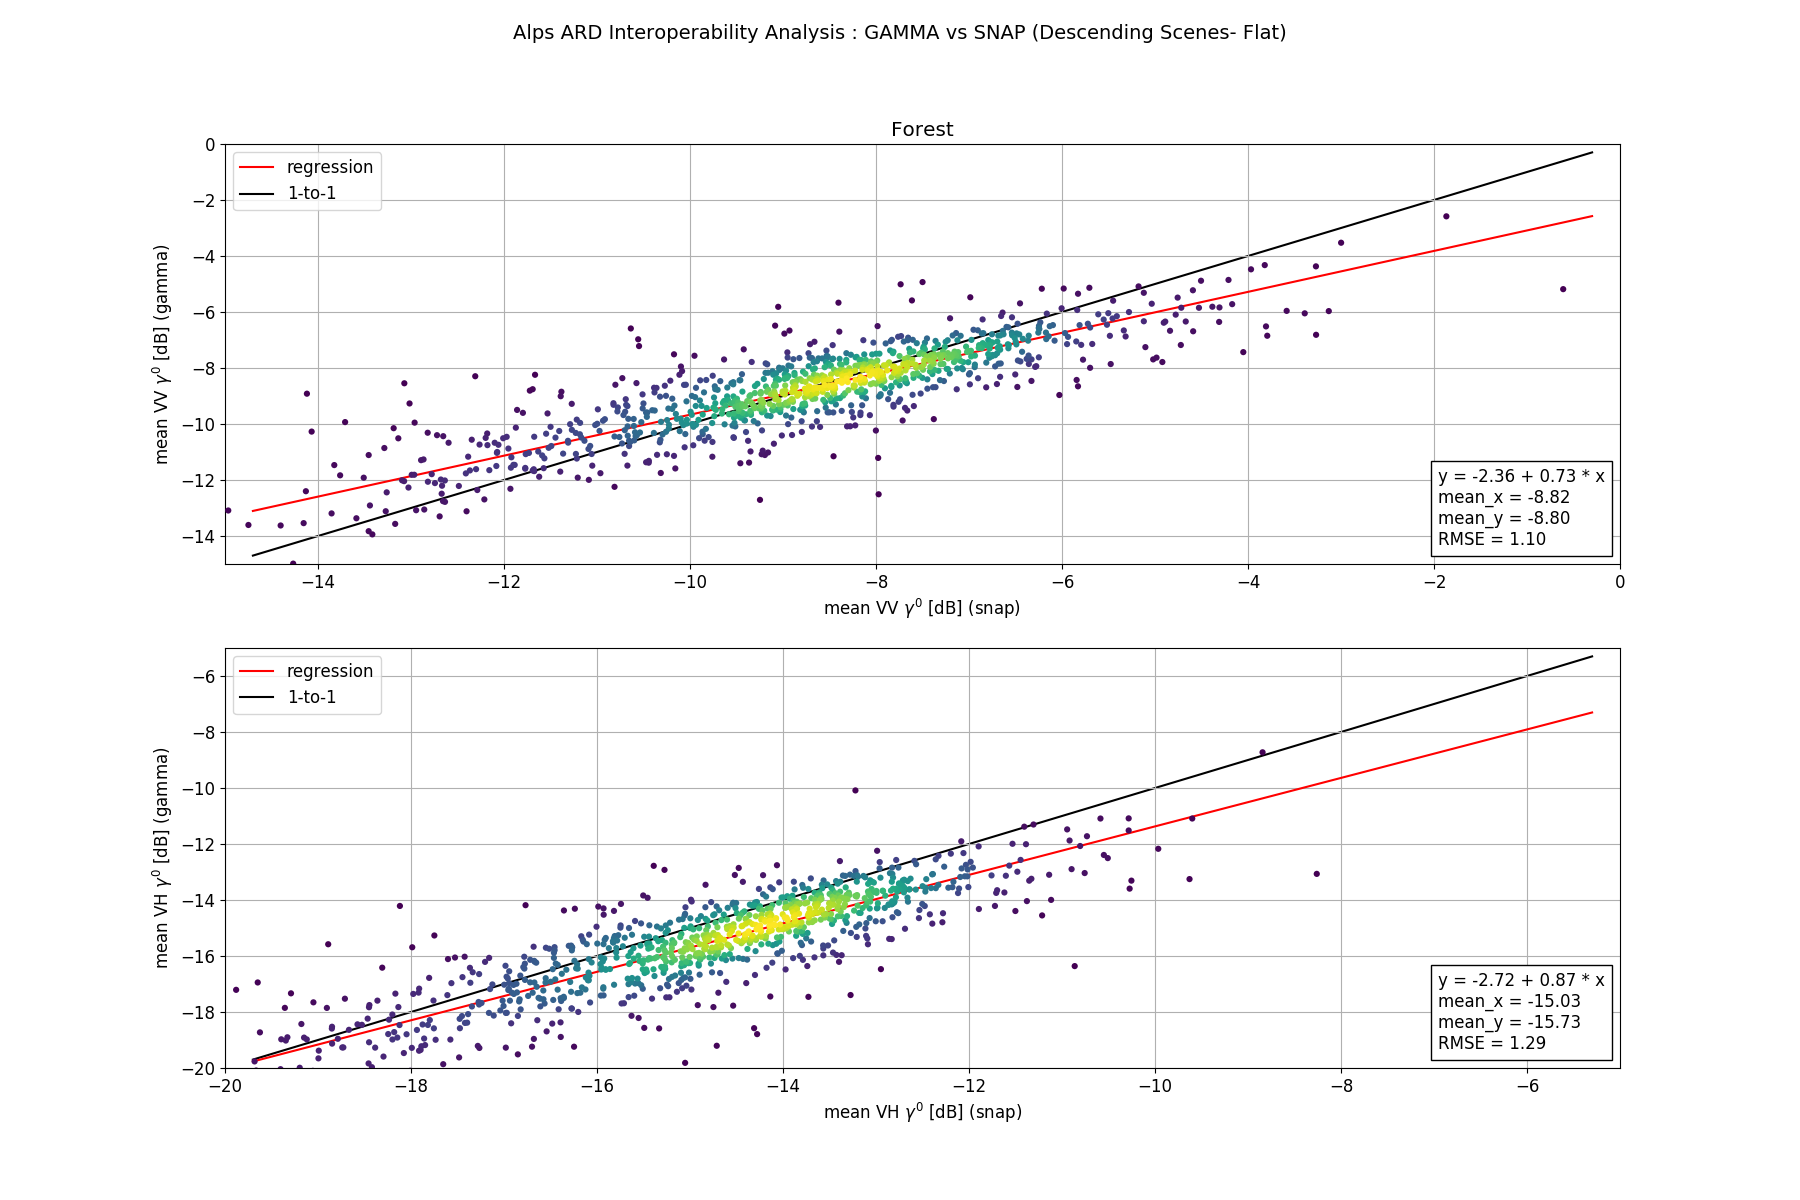 Alps ARD Interoperability Analysis : GAMMA vs SNAP (Descending Scenes- Flat)
Forest
regression
1-to-1
0
−2
−4
−6
−8
−10
−12
−14
mean VV γ⁰ [dB] (gamma)
y = -2.36 + 0.73 * x
mean_x = -8.82
mean_y = -8.80
RMSE = 1.10
−14 −12 −10 −8 −6 −4 −2 0
mean VV γ⁰ [dB] (snap)
regression
1-to-1
−6
−8
−10
−12
−14
−16
−18
−20
mean VH γ⁰ [dB] (gamma)
y = -2.72 + 0.87 * x
mean_x = -15.03
mean_y = -15.73
RMSE = 1.29
−20 −18 −16 −14 −12 −10 −8 −6
mean VH γ⁰ [dB] (snap)